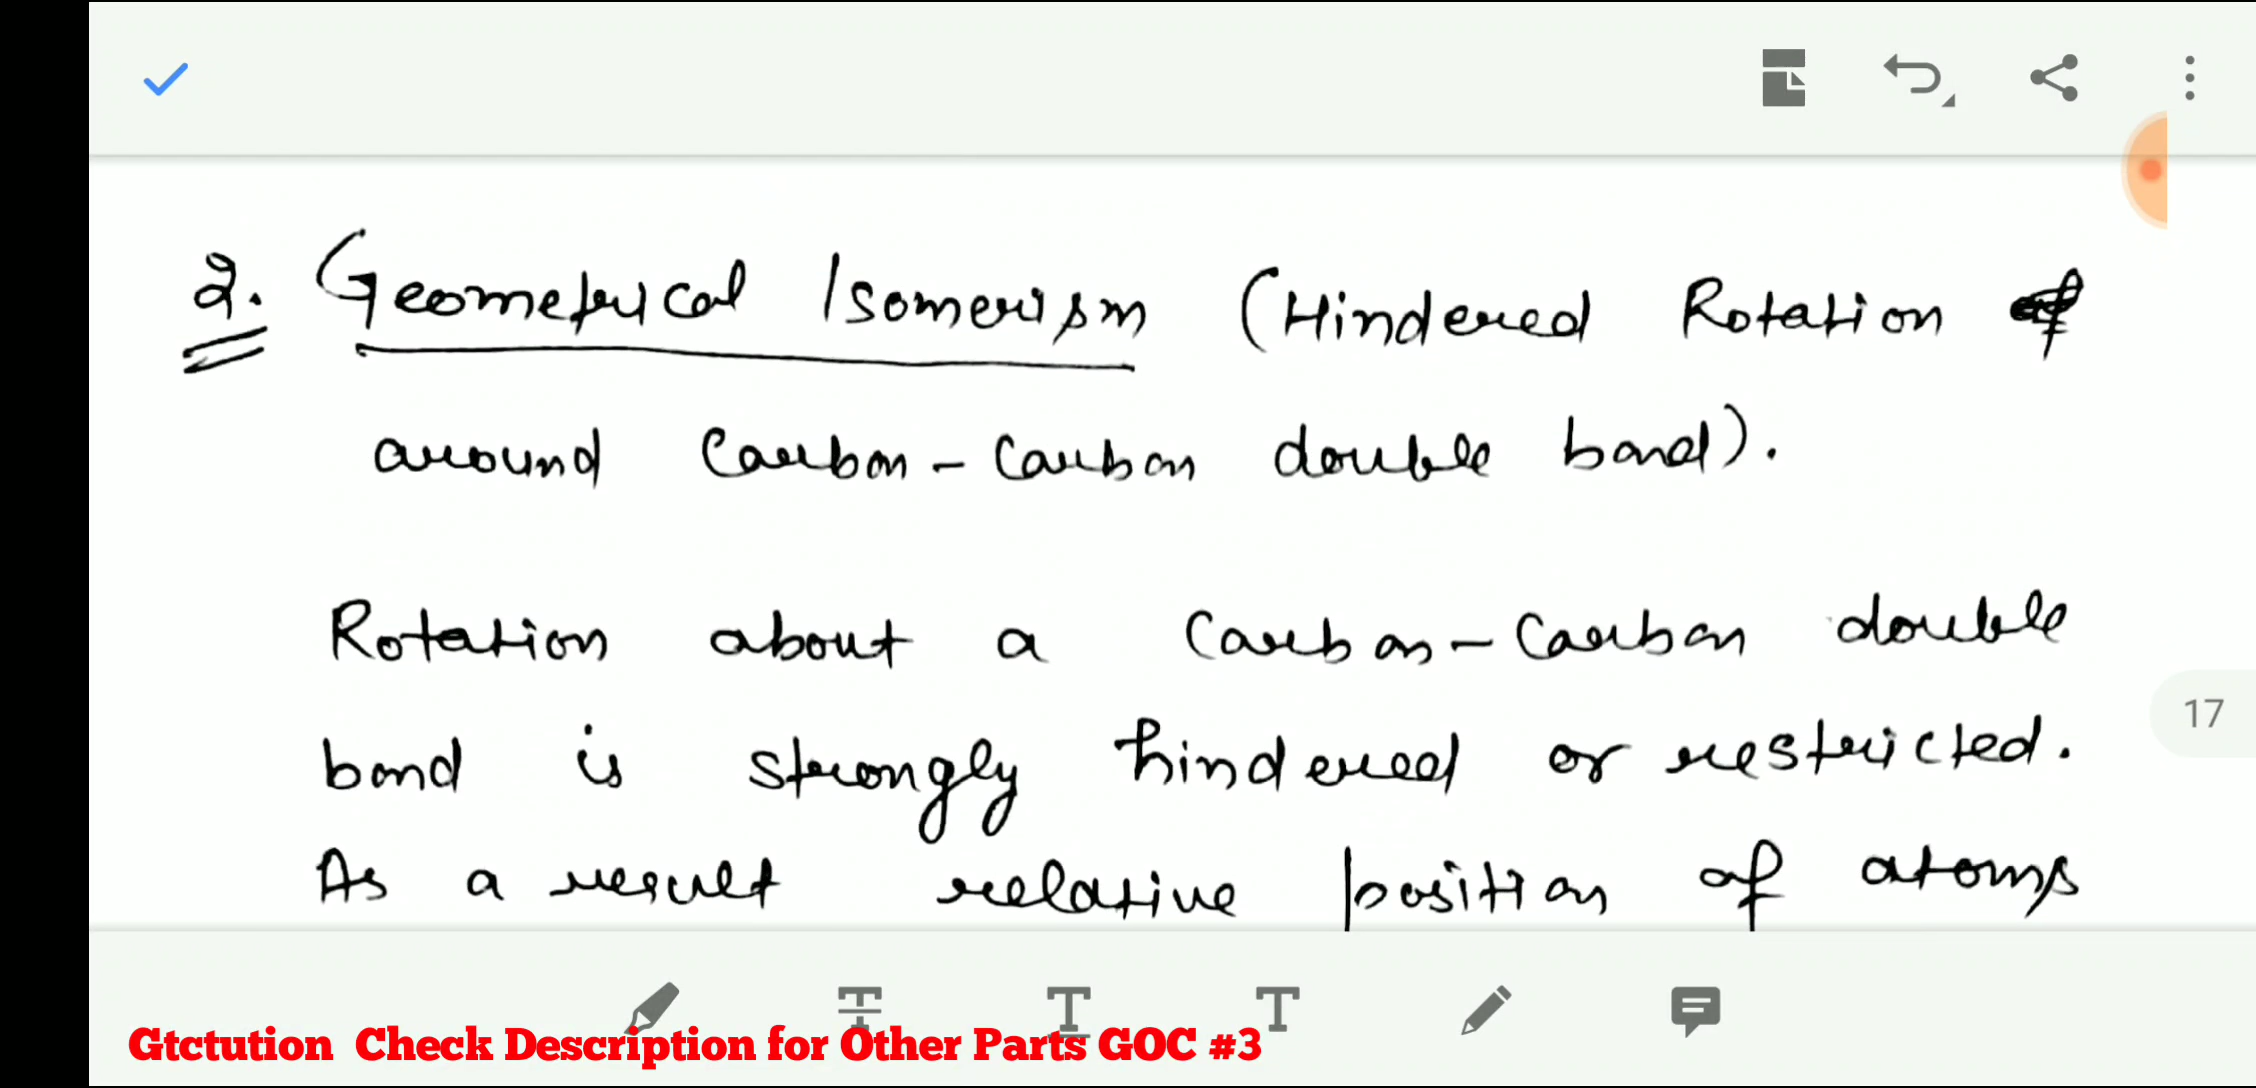 2. Geometrical Isomerism (Hindered Rotation
around Carbon-Carbon double bond).
Rotation about a Carbon-Carbon double
bond is strongly hindered or restricted.
17
As a result relative position of atoms
Gtctution Check Description for Other Parts GOC #3